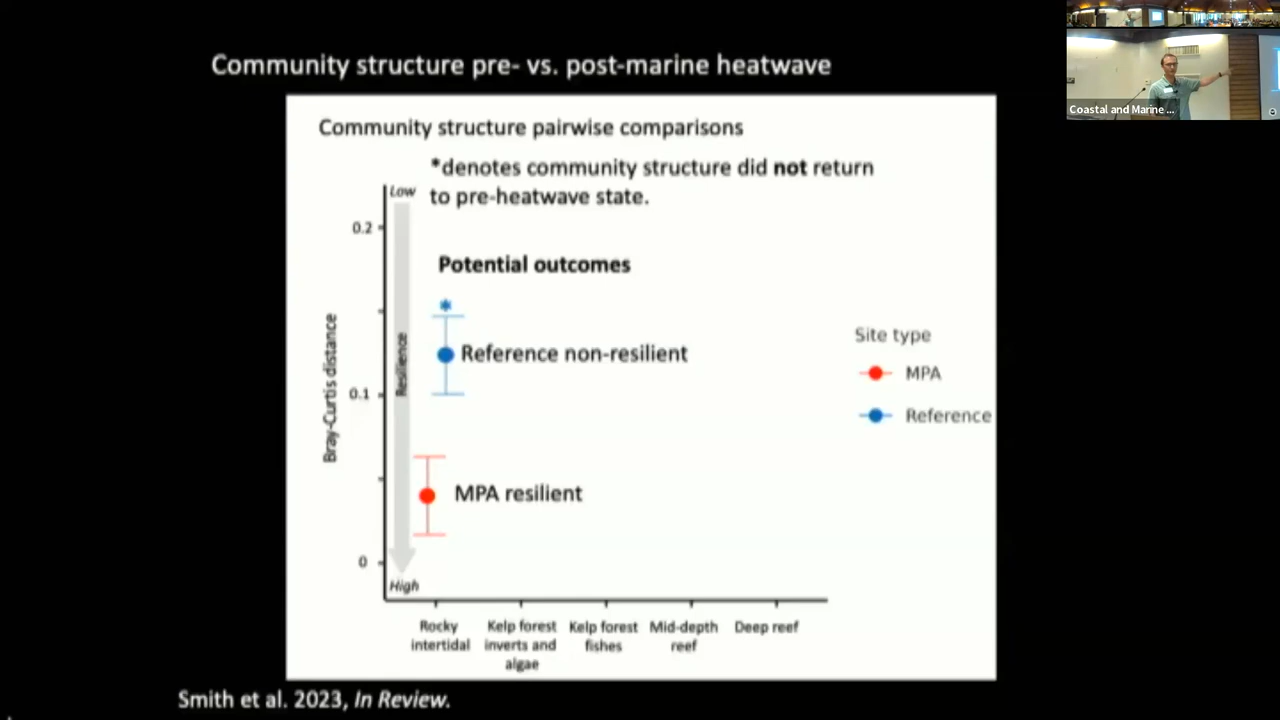 Community structure pre- vs. post-marine heatwave
Coastal and Marine ...
Community structure pairwise comparisons
*denotes community structure did not return
to pre-heatwave state.
Low
0.2
Potential outcomes
*
Reference non-resilient
Resilience
Bray-Curtis distance
0.1
MPA resilient
0
High
Site type
MPA
Reference
Rocky
intertidal
Kelp forest
inverts and
algae
Kelp forest
fishes
Mid-depth
reef
Deep reef
Smith et al. 2023, In Review.